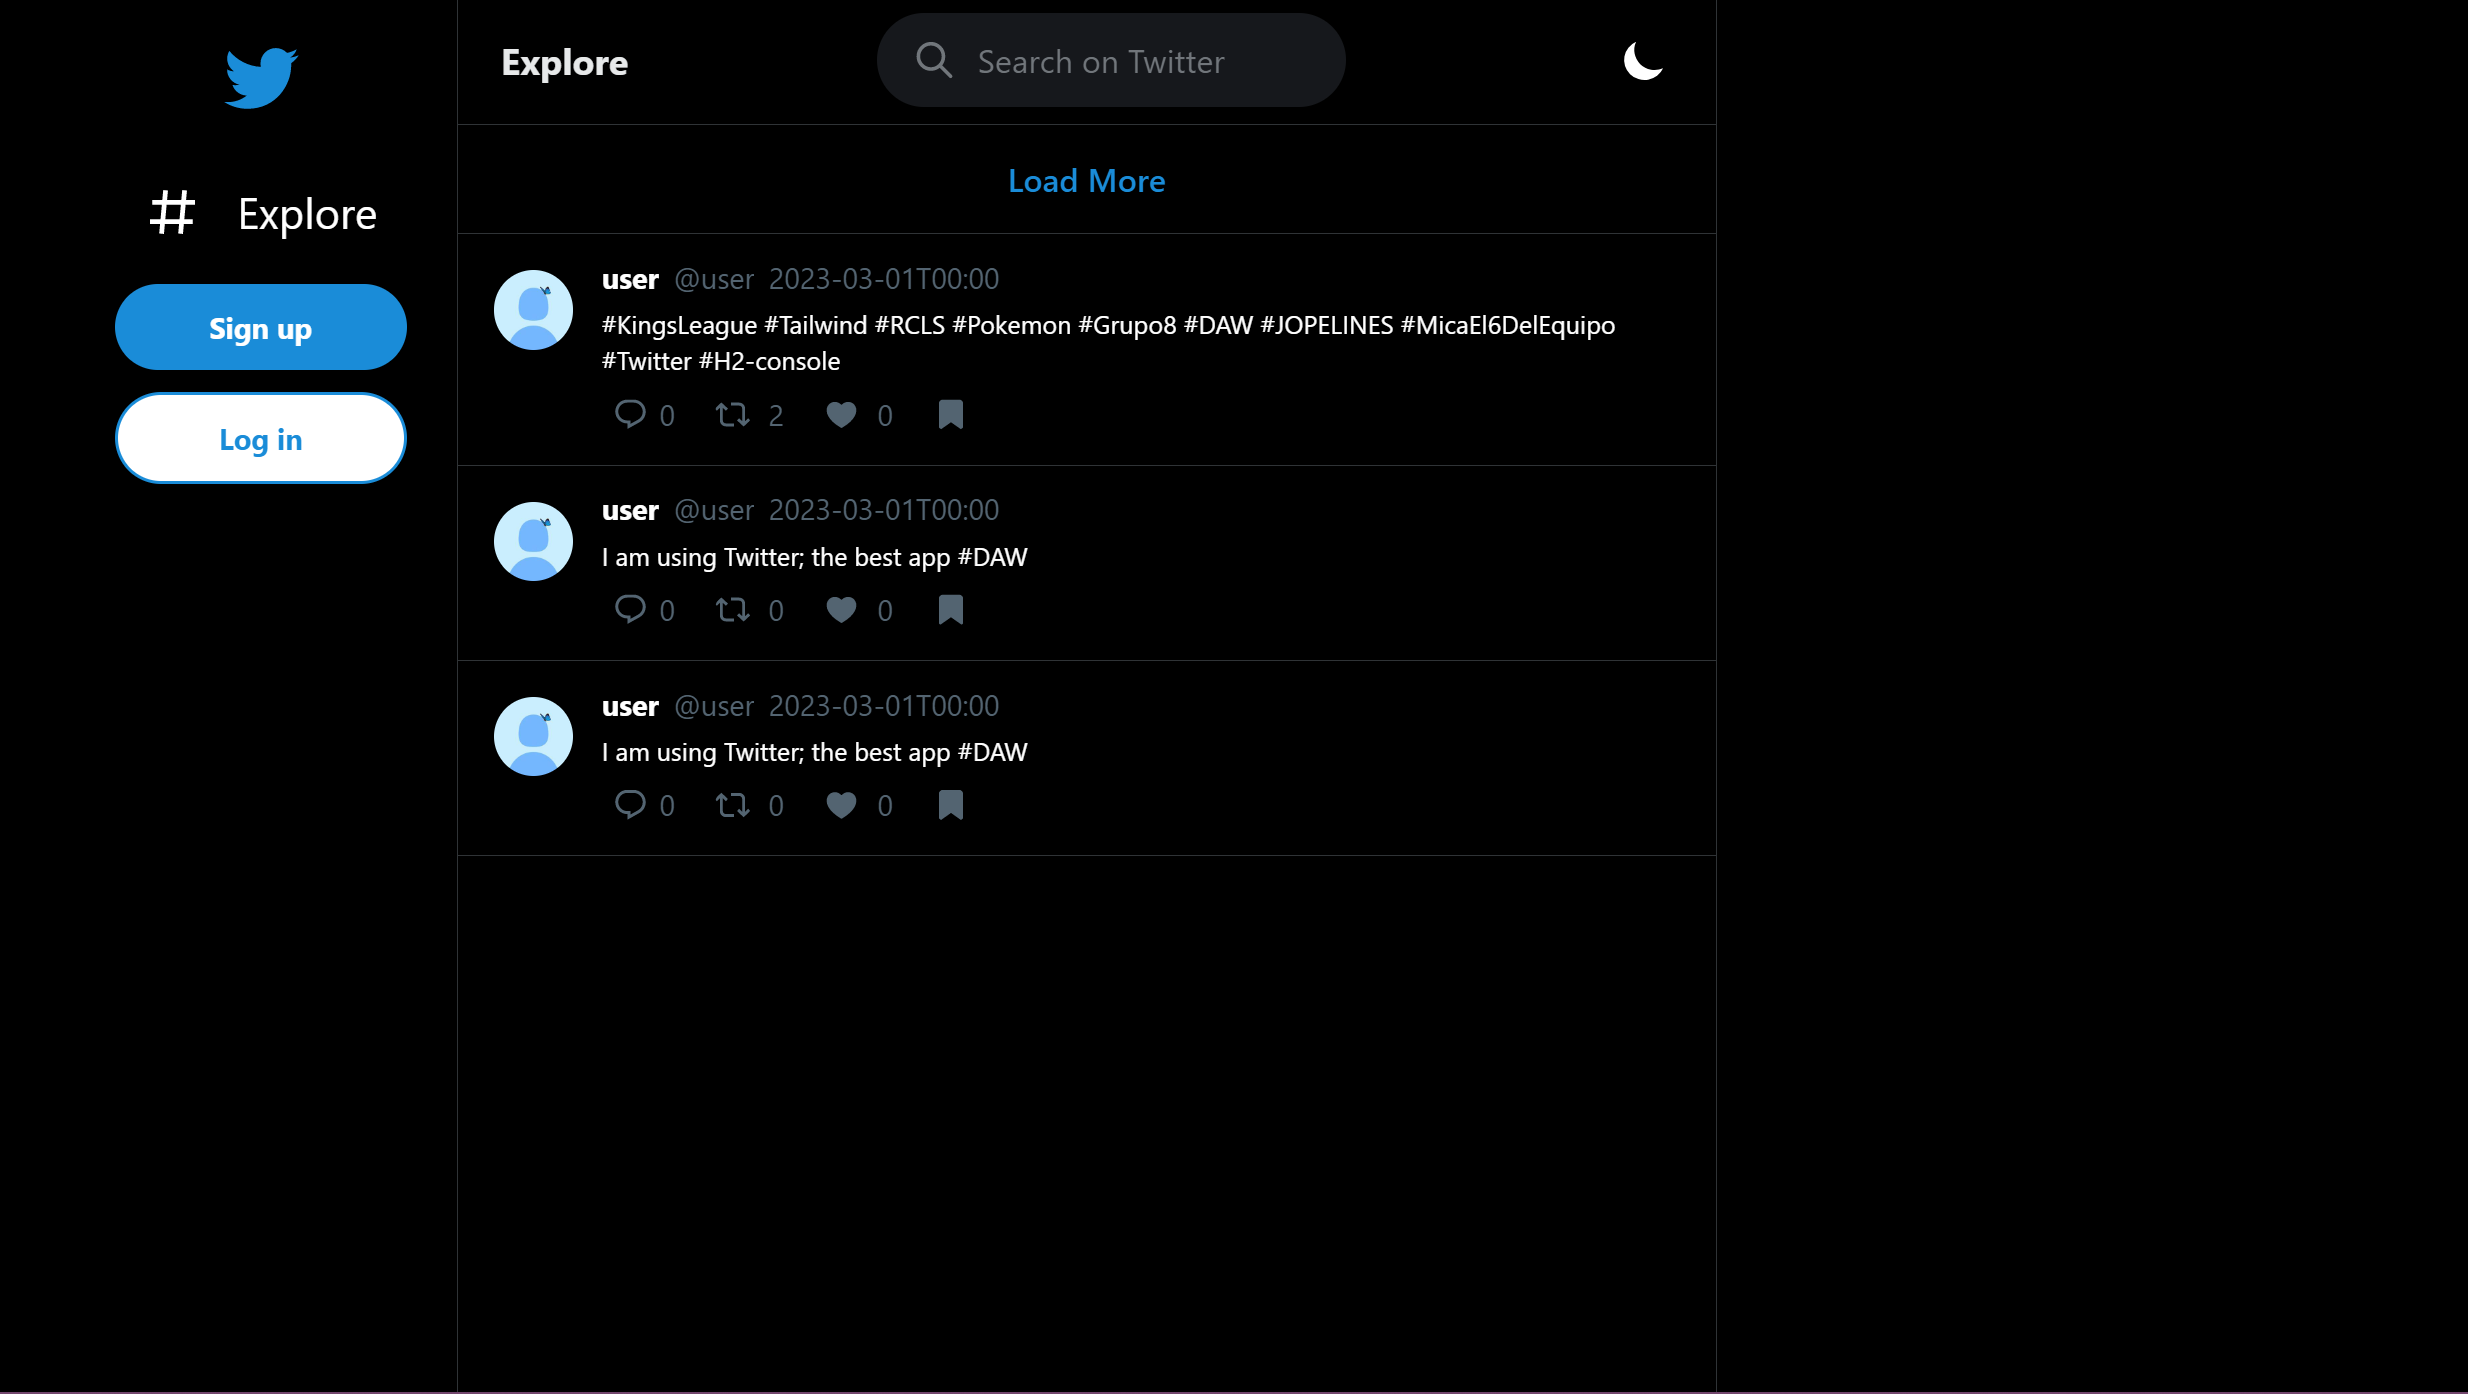 Explore
Sign up
Log in
Explore
Search on Twitter
Load More
user @user 2023-03-01T00:00
#KingsLeague #Tailwind #RCLS #Pokemon #Grupo8 #DAW #JOPELINES #MicaEl6DelEquipo
#Twitter #H2-console
0 2 0
user @user 2023-03-01T00:00
I am using Twitter; the best app #DAW
0 0 0
user @user 2023-03-01T00:00
I am using Twitter; the best app #DAW
0 0 0